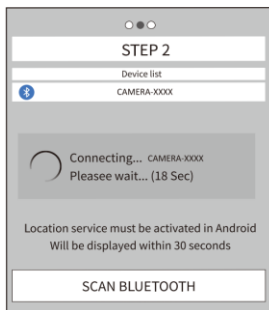 STEP 2
Device list
CAMERA-XXXX
Connecting... CAMERA-XXXX
Pleasee wait... (18 Sec)
Location service must be activated in Android
Will be displayed within 30 seconds
SCAN BLUETOOTH